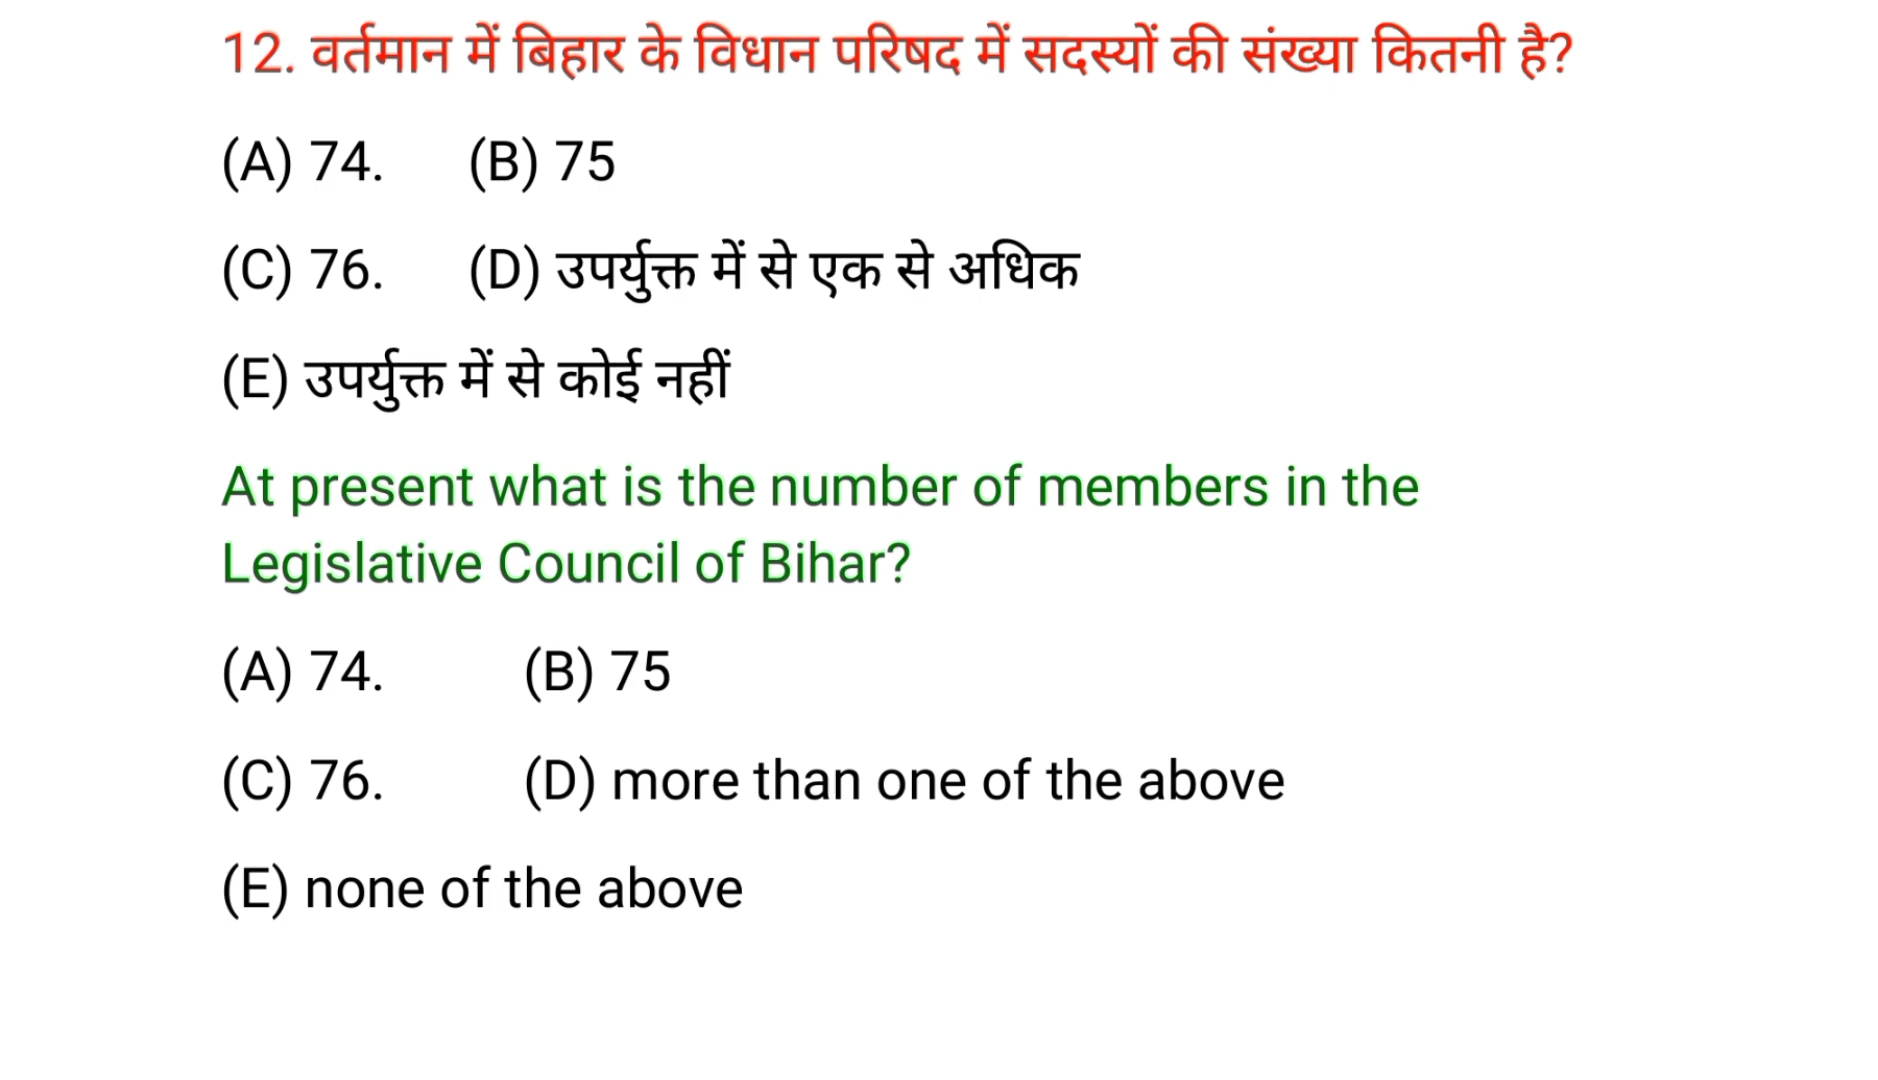 12. वर्तमान में बिहार के विधान परिषद में सदस्यों की संख्या कितनी है?
(A) 74. (B) 75
(C) 76. (D) उपर्युक्त में से एक से अधिक
(E) उपर्युक्त में से कोई नहीं
At present what is the number of members in the
Legislative Council of Bihar?
(A) 74. (B) 75
(C) 76. (D) more than one of the above
(E) none of the above